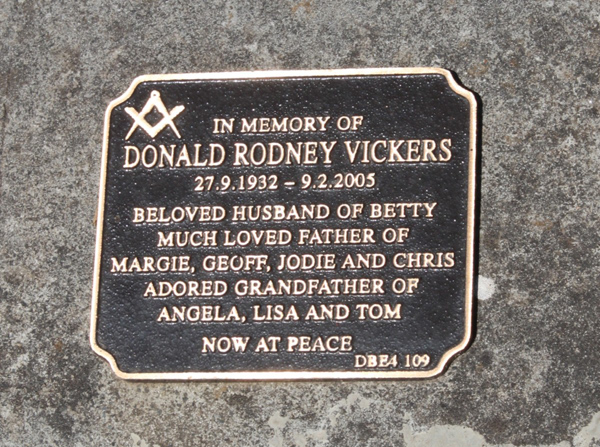 IN MEMORY OF
DONALD RODNEY VICKERS
27.9.1932 – 9.2.2005
BELOVED HUSBAND OF BETTY
MUCH LOVED FATHER OF
MARGIE, GEOFF, JODIE AND CHRIS
ADORED GRANDFATHER OF
ANGELA, LISA AND TOM
NOW AT PEACE
DBE4 109